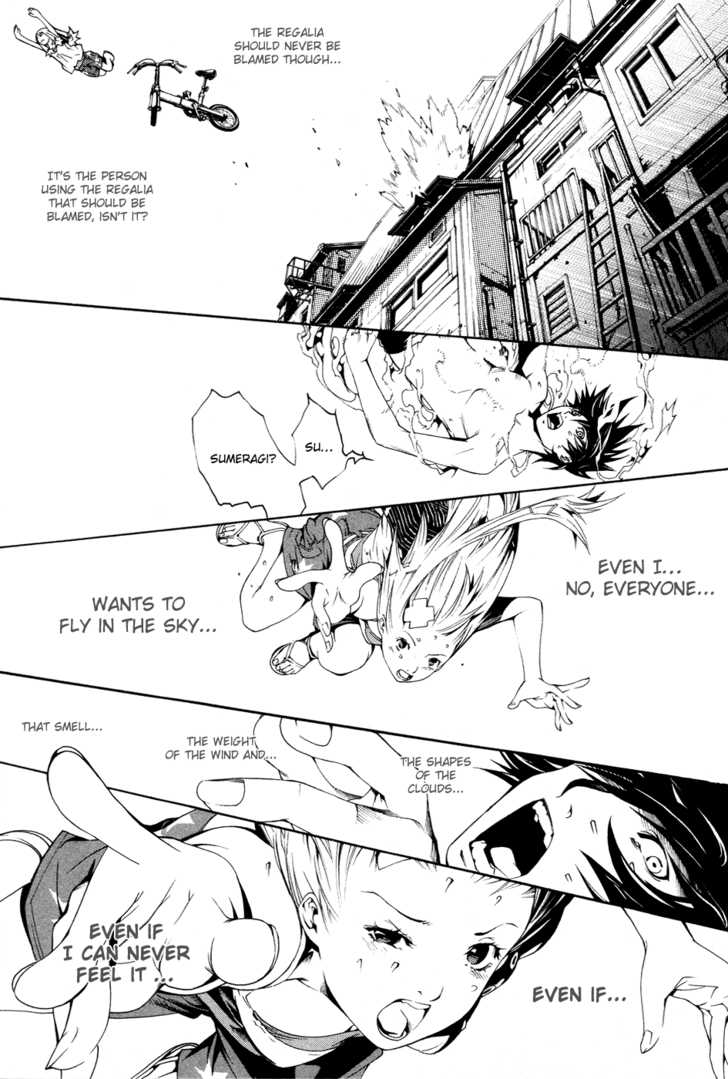 THE REGALIA
SHOULD NEVER BE
BLAMED THOUGH...
IT'S THE PERSON
USING THE REGALIA
THAT SHOULD BE
BLAMED, ISN'T IT?
SU...
SUMERAGI?
EVEN I...
NO, EVERYONE...
WANTS TO
FLY IN THE SKY...
THAT SMELL...
THE WEIGHT
OF THE WIND AND...
THE SHAPES
OF THE
CLOUDS...
EVEN IF
I CAN NEVER
FEEL IT ...
EVEN IF...